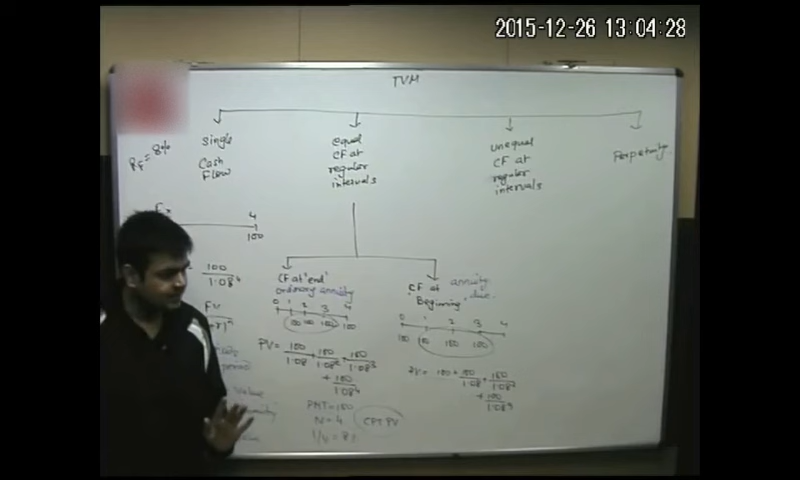 2015-12-26 13:04:28
TVM
RF = 8%
Single
Cash
Flow
equal
CF at
regular
intervals
unequal
CF at
regular
intervals
Perpetuity
4
100
100
1.08⁴
FV
CF at "end"
ordinary annuity
0 1 2 3 4
100 100 100 100
PV = 100/1.08 + 100/1.08² + 100/1.08³
+ 100/1.08⁴
PMT = 100
N = 4
I/Y = 8%
CPT PV
CF at annuity
Beginning due
0 1 2 3 4
100 100 100 100
PV = 100 + 100/1.08 + 100/1.08²
+ 100/1.08³
Value